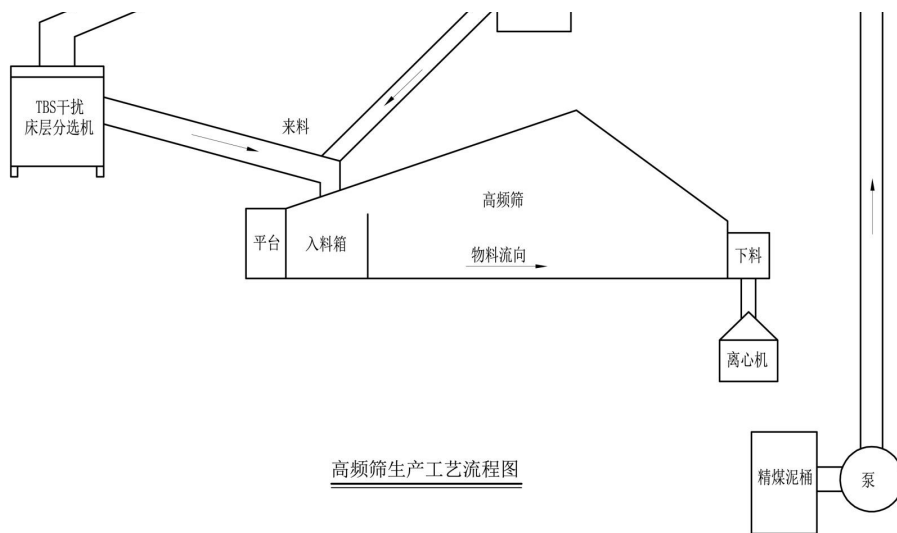 TBS干扰
床层分选机
来料
高频筛
平台
入料箱
物料流向
下料
离心机
高频筛生产工艺流程图
精煤泥桶
泵